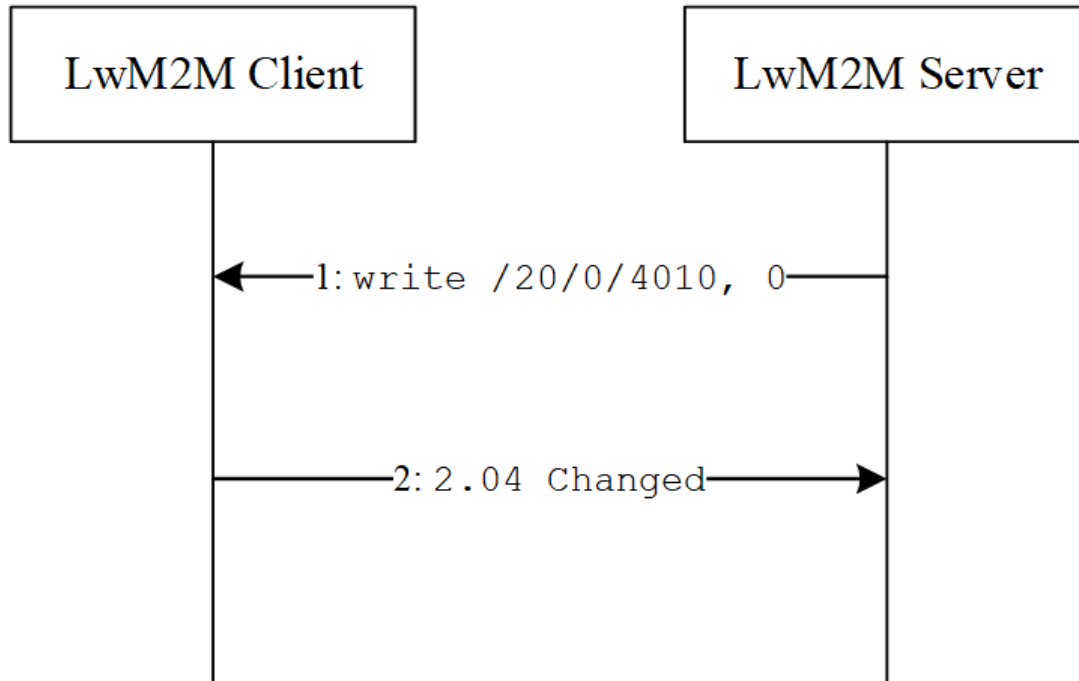 LwM2M Client
LwM2M Server
1: write /20/0/4010, 0
2: 2.04 Changed